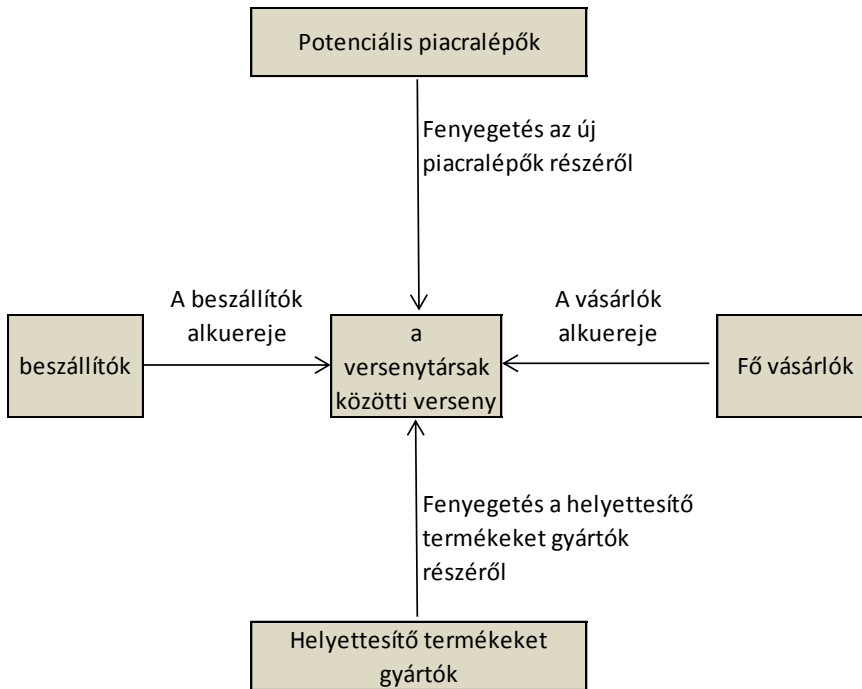 Potenciális piacralépők
Fenyegetés az új
piacralépők részéről
A beszállítók
alkuereje
A vásárlók
alkuereje
beszállítók
a
versenytársak
közötti verseny
Fő vásárlók
Fenyegetés a helyettesítő
termékeket gyártók
részéről
Helyettesítő termékeket
gyártók